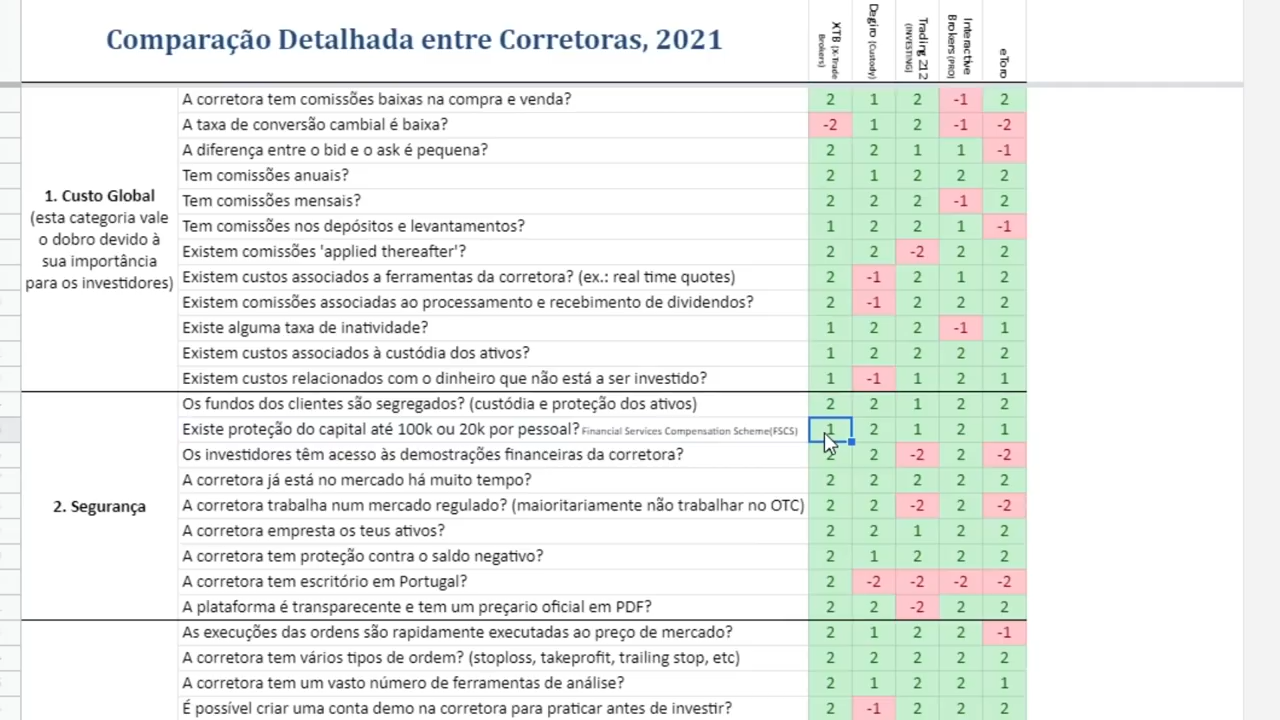 Comparação Detalhada entre Corretoras, 2021
XTB (X-Trade Brokers)
Degiro (Custody)
Trading 212 (INVESTING)
Interactive Brokers (PRO)
eToro
1. Custo Global
(esta categoria vale
o dobro devido à
sua importância
para os investidores)
A corretora tem comissões baixas na compra e venda? 2 1 2 -1 2
A taxa de conversão cambial é baixa? -2 1 2 -1 -2
A diferença entre o bid e o ask é pequena? 2 2 1 1 -1
Tem comissões anuais? 2 1 2 2 2
Tem comissões mensais? 2 2 2 -1 2
Tem comissões nos depósitos e levantamentos? 1 2 2 1 -1
Existem comissões 'applied thereafter'? 2 2 -2 2 2
Existem custos associados a ferramentas da corretora? (ex.: real time quotes) 2 -1 2 1 2
Existem comissões associadas ao processamento e recebimento de dividendos? 2 -1 2 2 2
Existe alguma taxa de inatividade? 1 2 2 -1 1
Existem custos associados à custódia dos ativos? 1 2 2 2 2
Existem custos relacionados com o dinheiro que não está a ser investido? 1 -1 1 2 1
2. Segurança
Os fundos dos clientes são segregados? (custódia e proteção dos ativos) 2 2 1 2 2
Existe proteção do capital até 100k ou 20k por pessoal? Financial Services Compensation Scheme(FSCS) 1 2 1 2 1
Os investidores têm acesso às demostrações financeiras da corretora? 2 2 -2 2 -2
A corretora já está no mercado há muito tempo? 2 2 2 2 2
A corretora trabalha num mercado regulado? (maioritariamente não trabalhar no OTC) 2 2 -2 2 -2
A corretora empresta os teus ativos? 2 2 1 2 2
A corretora tem proteção contra o saldo negativo? 2 1 2 2 2
A corretora tem escritório em Portugal? 2 -2 -2 -2 -2
A plataforma é transparecente e tem um preçario oficial em PDF? 2 2 -2 2 2
As execuções das ordens são rapidamente executadas ao preço de mercado? 2 1 2 2 -1
A corretora tem vários tipos de ordem? (stoploss, takeprofit, trailing stop, etc) 2 2 2 2 2
A corretora tem um vasto número de ferramentas de análise? 2 1 2 2 1
É possível criar uma conta demo na corretora para praticar antes de investir? 2 -1 2 2 2